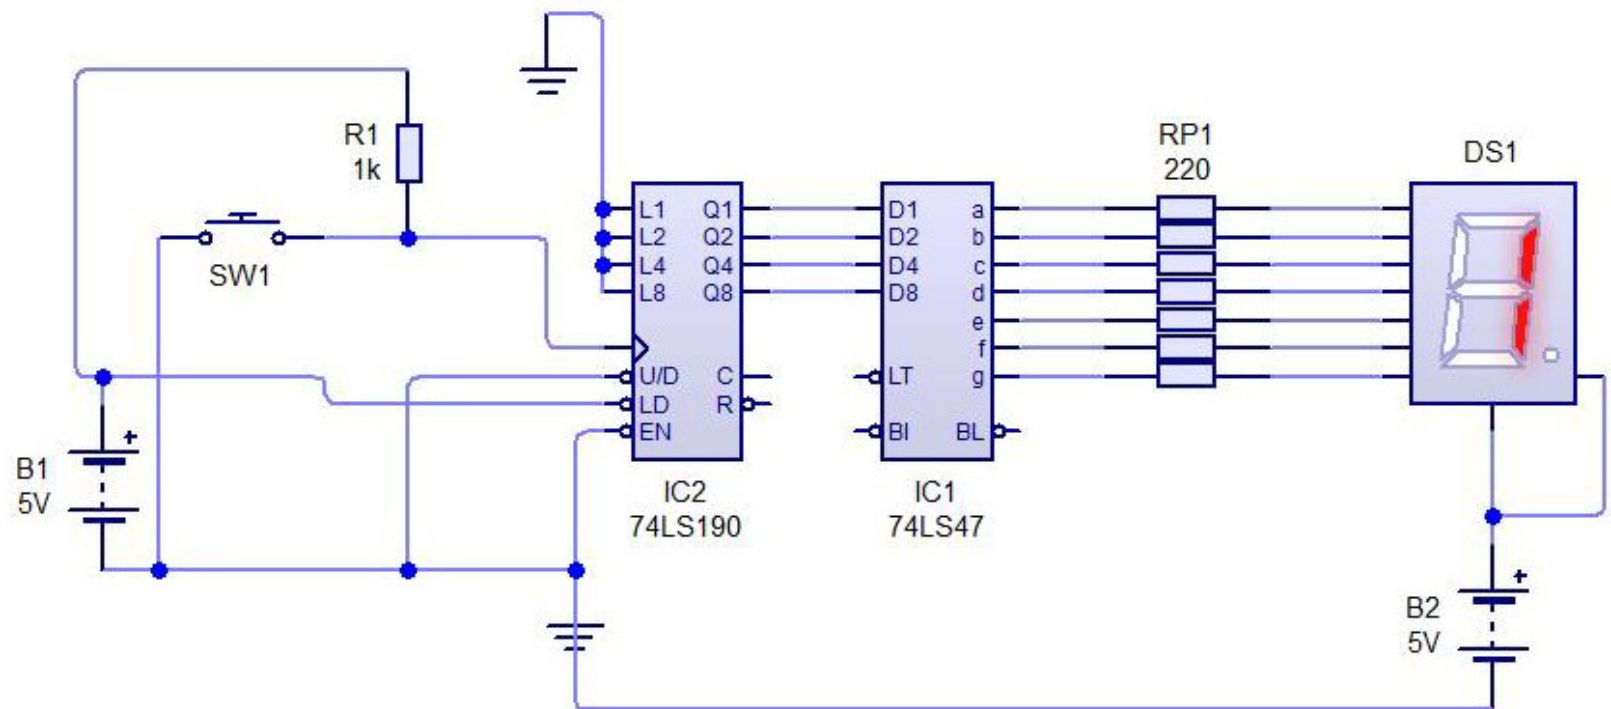 R1
1k
SW1
B1
5V
+
L1 Q1
L2 Q2
L4 Q4
L8 Q8
U/D C
LD R
EN
IC2
74LS190
D1 a
D2 b
D4 c
D8 d
e
f
LT g
BI BL
IC1
74LS47
RP1
220
DS1
1
B2
5V
+